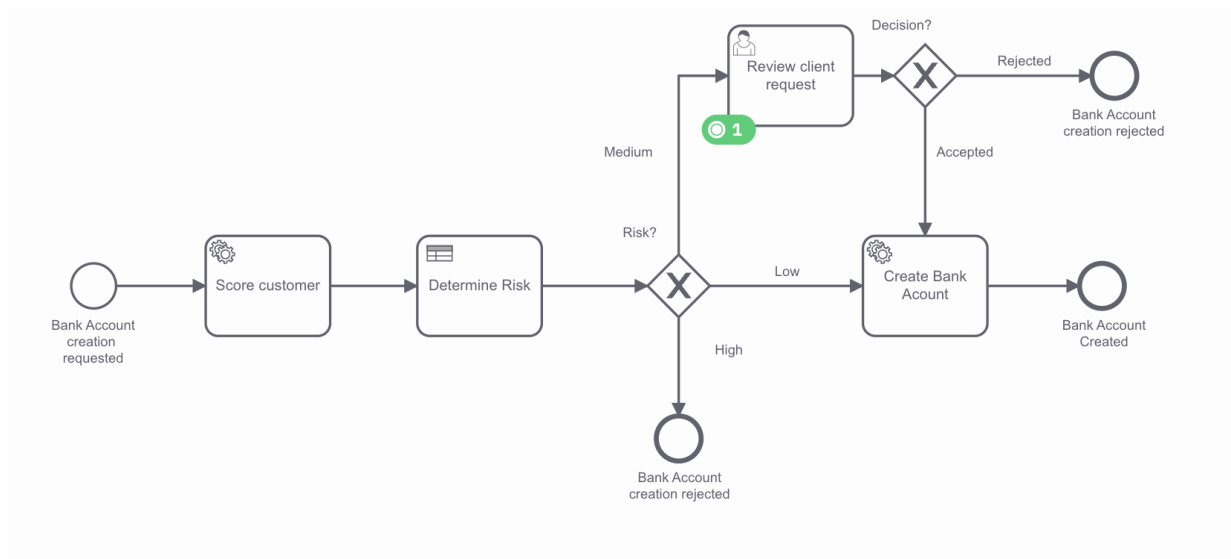 Decision?
Review client
request
Rejected
Bank Account
creation rejected
1
Medium
Accepted
Risk?
Score customer
Determine Risk
Low
Create Bank
Acount
Bank Account
creation
requested
Bank Account
Created
High
Bank Account
creation rejected